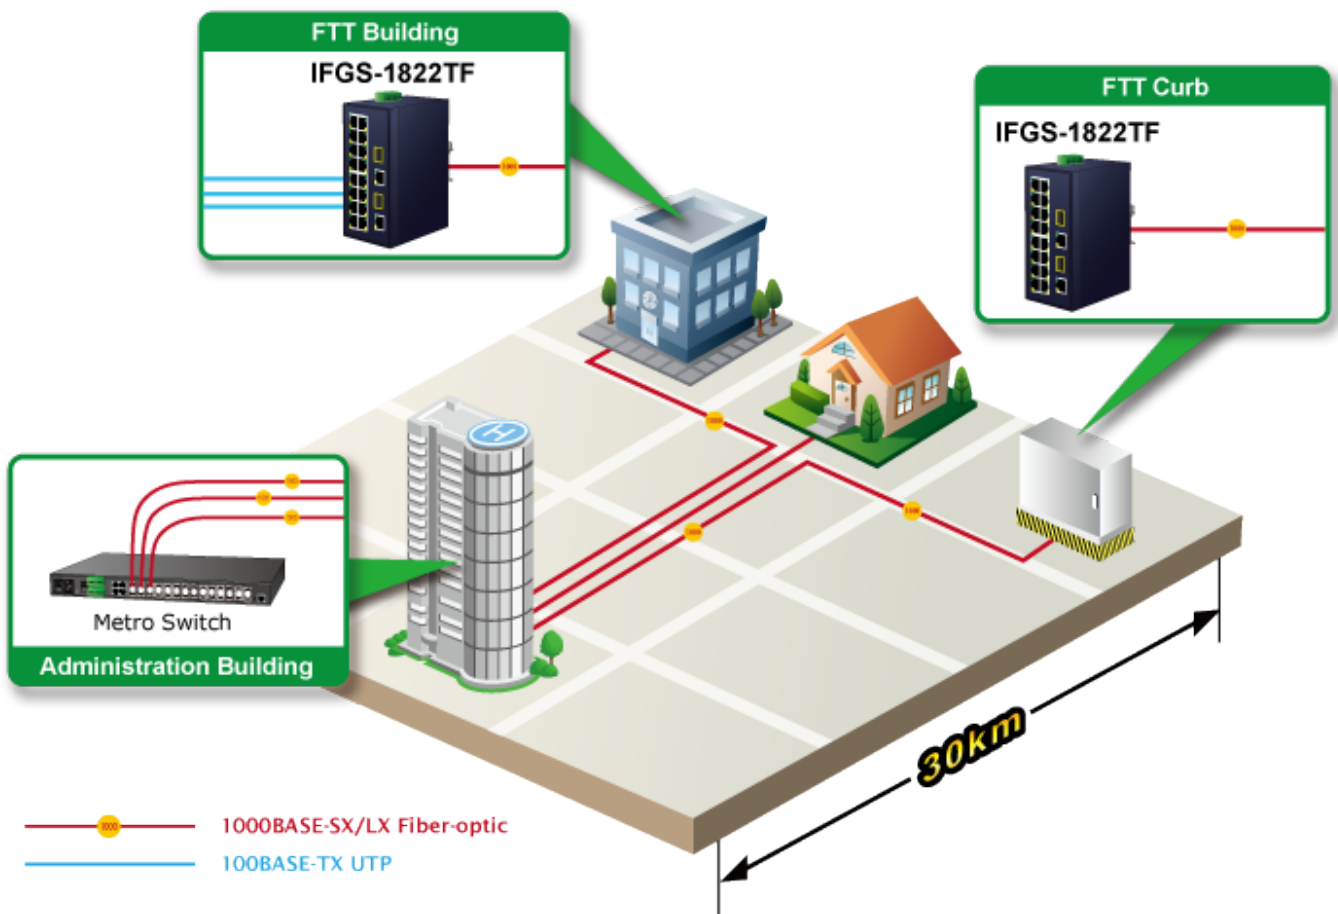 FTT Building
IFGS-1822TF
FTT Curb
IFGS-1822TF
Metro Switch
Administration Building
30km
1000
1000BASE-SX/LX Fiber-optic
100BASE-TX UTP